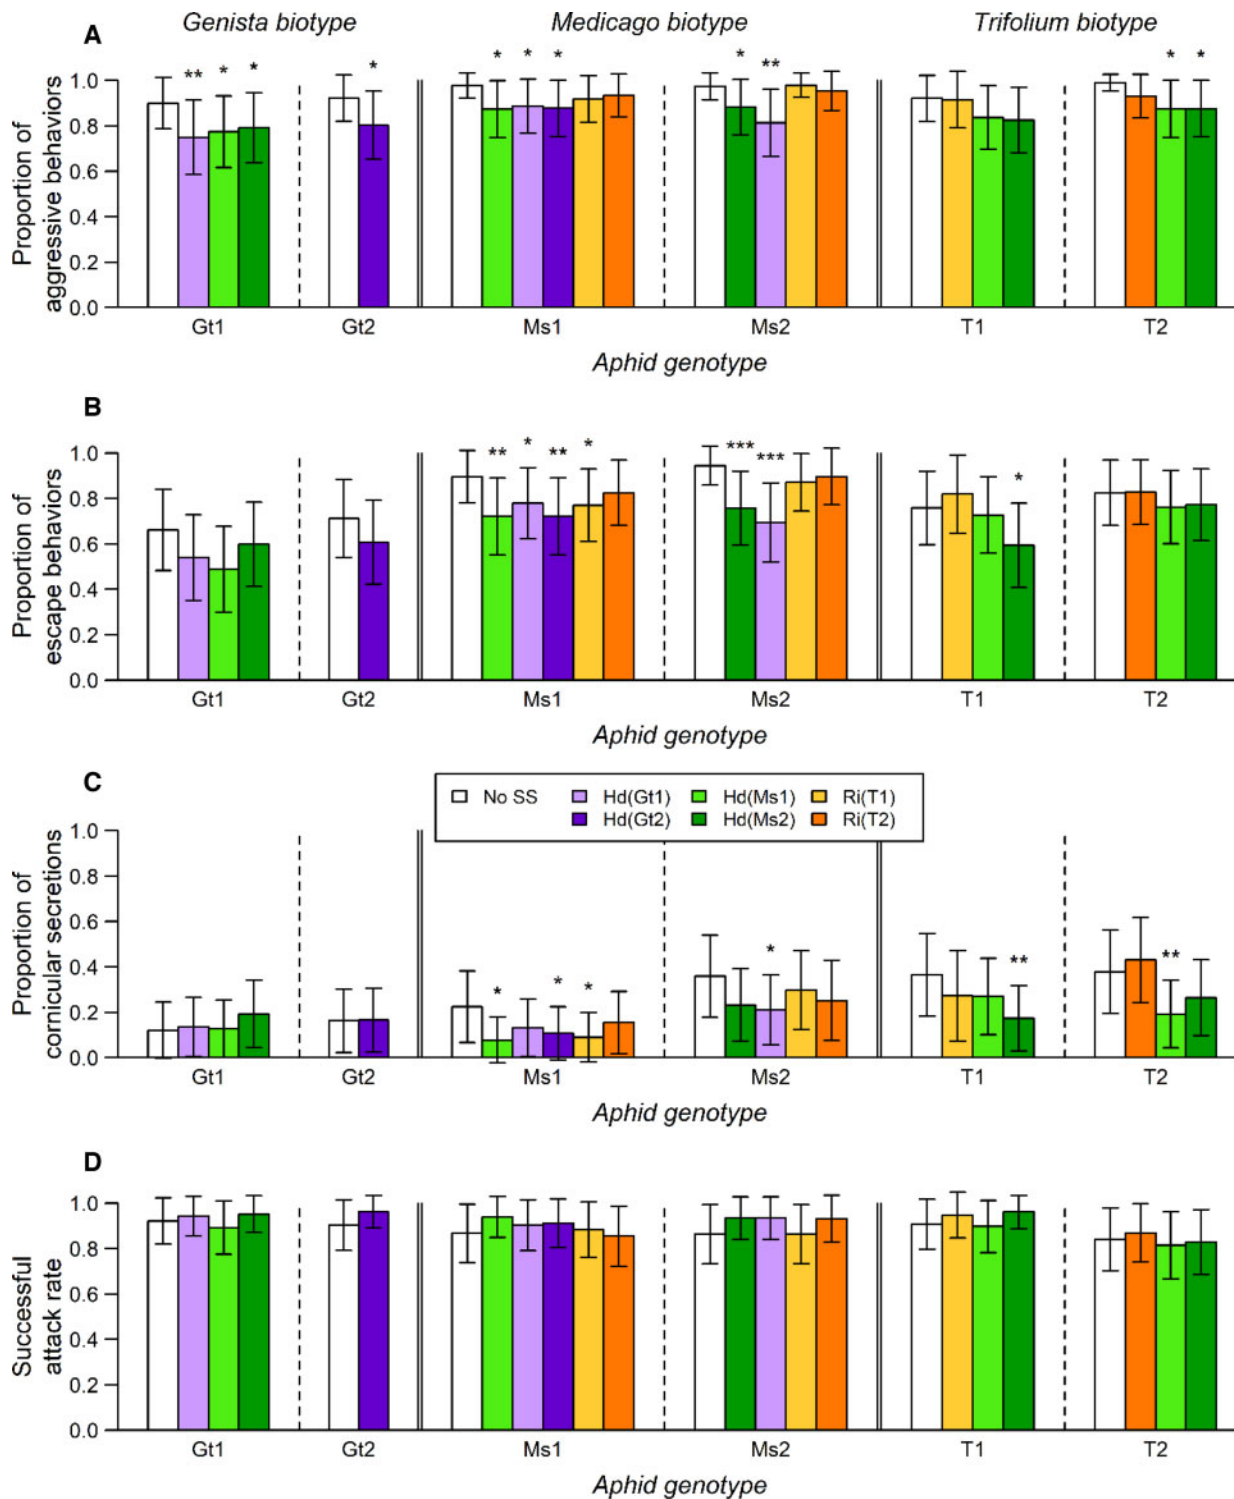 Genista biotype Medicago biotype Trifolium biotype
A
** * * * * * * * ** * *
Proportion of
aggressive behaviors
1.0
0.8
0.6
0.4
0.2
0.0
Gt1 Gt2 Ms1 Ms2 T1 T2
Aphid genotype
B
** * ** * *** *** *
Proportion of
escape behaviors
1.0
0.8
0.6
0.4
0.2
0.0
Gt1 Gt2 Ms1 Ms2 T1 T2
Aphid genotype
C
No SS Hd(Gt1) Hd(Ms1) Ri(T1)
Hd(Gt2) Hd(Ms2) Ri(T2)
* * * * ** **
Proportion of
cornicular secretions
1.0
0.8
0.6
0.4
0.2
0.0
Gt1 Gt2 Ms1 Ms2 T1 T2
Aphid genotype
D
Successful
attack rate
1.0
0.8
0.6
0.4
0.2
0.0
Gt1 Gt2 Ms1 Ms2 T1 T2
Aphid genotype